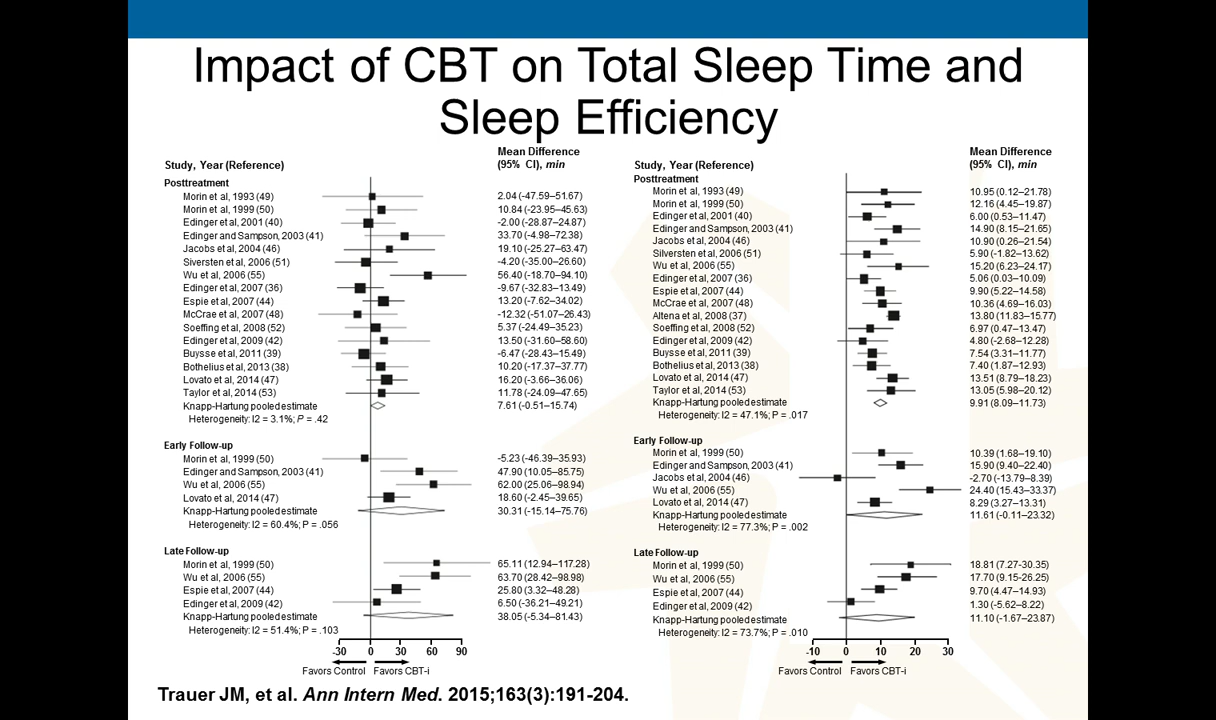 Impact of CBT on Total Sleep Time and
Sleep Efficiency
Mean Difference
Study, Year (Reference) (95% CI), min
Posttreatment
Morin et al, 1993 (49) 2.04 (-47.59–51.67)
Morin et al, 1999 (50) 10.84 (-23.95–45.63)
Edinger et al, 2001 (40) -2.00 (-28.87–24.87)
Edinger and Sampson, 2003 (41) 33.70 (-4.98–72.38)
Jacobs et al, 2004 (46) 19.10 (-25.27–63.47)
Siversten et al, 2006 (51) -4.20 (-35.00–26.60)
Wu et al, 2006 (55) 56.40 (-18.70–94.10)
Edinger et al, 2007 (36) -9.67 (-32.83–13.49)
Espie et al, 2007 (44) 13.20 (-7.62–34.02)
McCrae et al, 2007 (48) -12.32 (-51.07–26.43)
Soeffing et al, 2008 (52) 5.37 (-24.49–35.23)
Edinger et al, 2009 (42) 13.50 (-31.60–58.60)
Buysse et al, 2011 (39) -6.47 (-28.43–15.49)
Bothelius et al, 2013 (38) 10.20 (-17.37–37.77)
Lovato et al, 2014 (47) 16.20 (-3.66–36.06)
Taylor et al, 2014 (53) 11.78 (-24.09–47.65)
Knapp-Hartung pooled estimate 7.61 (-0.51–15.74)
Heterogeneity: I2 = 3.1%; P = .42
Early Follow-up
Morin et al, 1999 (50) -5.23 (-46.39–35.93)
Edinger and Sampson, 2003 (41) 47.90 (10.05–85.75)
Wu et al, 2006 (55) 62.00 (25.06–98.94)
Lovato et al, 2014 (47) 18.60 (-2.45–39.65)
Knapp-Hartung pooled estimate 30.31 (-15.14–75.76)
Heterogeneity: I2 = 60.4%; P = .056
Late Follow-up
Morin et al, 1999 (50) 65.11 (12.94–117.28)
Wu et al, 2006 (55) 63.70 (28.42–98.98)
Espie et al, 2007 (44) 25.80 (3.32–48.28)
Edinger et al, 2009 (42) 6.50 (-36.21–49.21)
Knapp-Hartung pooled estimate 38.05 (-5.34–81.43)
Heterogeneity: I2 = 51.4%; P = .103
-30 0 30 60 90
Favors Control Favors CBT-i
Mean Difference
Study, Year (Reference) (95% CI), min
Posttreatment
Morin et al, 1993 (49) 10.95 (0.12–21.78)
Morin et al, 1999 (50) 12.16 (4.45–19.87)
Edinger et al, 2001 (40) 6.00 (0.53–11.47)
Edinger and Sampson, 2003 (41) 14.90 (8.15–21.65)
Jacobs et al, 2004 (46) 10.90 (0.26–21.54)
Silversten et al, 2006 (51) 5.90 (-1.82–13.62)
Wu et al, 2006 (55) 15.20 (6.23–24.17)
Edinger et al, 2007 (36) 5.06 (0.03–10.09)
Espie et al, 2007 (44) 9.90 (5.22–14.58)
McCrae et al, 2007 (48) 10.36 (4.69–16.03)
Altena et al, 2008 (37) 13.80 (11.83–15.77)
Soeffing et al, 2008 (52) 6.97 (0.47–13.47)
Edinger et al, 2009 (42) 4.80 (-2.68–12.28)
Buysse et al, 2011 (39) 7.54 (3.31–11.77)
Bothelius et al, 2013 (38) 7.40 (1.87–12.93)
Lovato et al, 2014 (47) 13.51 (8.79–18.23)
Taylor et al, 2014 (53) 13.05 (5.98–20.12)
Knapp-Hartung pooled estimate 9.91 (8.09–11.73)
Heterogeneity: I2 = 47.1%; P = .017
Early Follow-up
Morin et al, 1999 (50) 10.39 (1.68–19.10)
Edinger and Sampson, 2003 (41) 15.90 (9.40–22.40)
Jacobs et al, 2004 (46) -2.70 (-13.79–8.39)
Wu et al, 2006 (55) 24.40 (15.43–33.37)
Lovato et al, 2014 (47) 8.29 (3.27–13.31)
Knapp-Hartung pooled estimate 11.61 (-0.11–23.32)
Heterogeneity: I2 = 77.3%; P = .002
Late Follow-up
Morin et al, 1999 (50) 18.81 (7.27-30.35)
Wu et al, 2006 (55) 17.70 (9.15-26.25)
Espie et al, 2007 (44) 9.70 (4.47–14.93)
Edinger et al, 2009 (42) 1.30 (-5.62–8.22)
Knapp-Hartung pooled estimate 11.10 (-1.67–23.87)
Heterogeneity: I2 = 73.7%; P = .010
-10 0 10 20 30
Favors Control Favors CBT-i
Trauer JM, et al. Ann Intern Med. 2015;163(3):191-204.